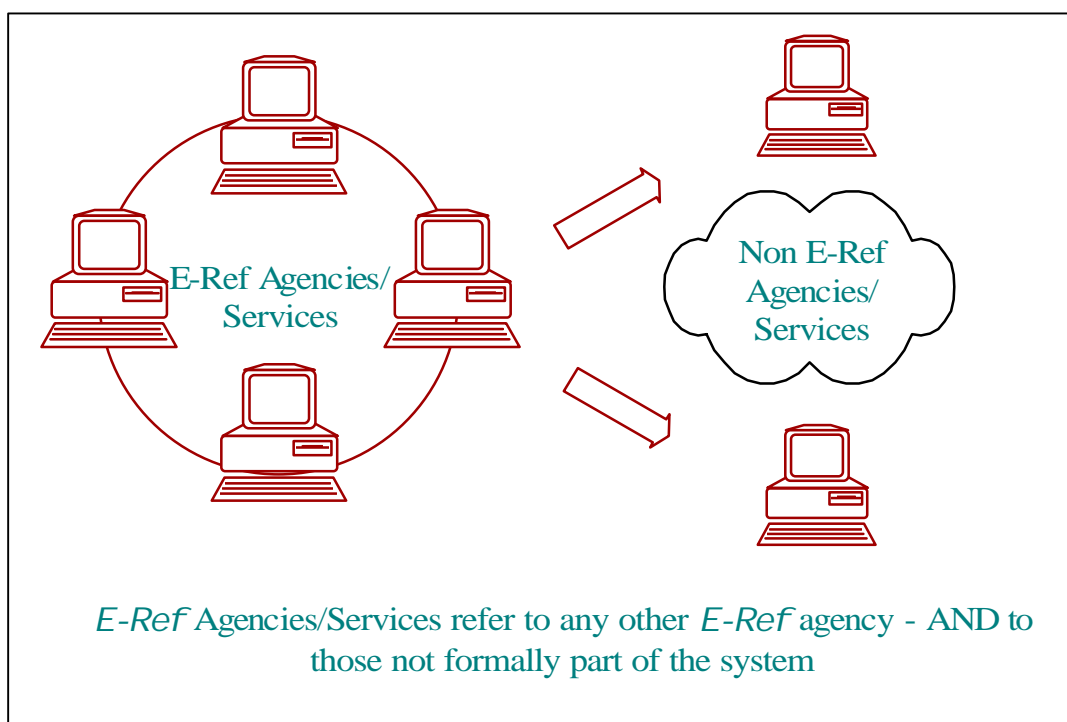 E-Ref Agencies/
Services
Non E-Ref
Agencies/
Services
E-Ref Agencies/Services refer to any other E-Ref agency - AND to
those not formally part of the system